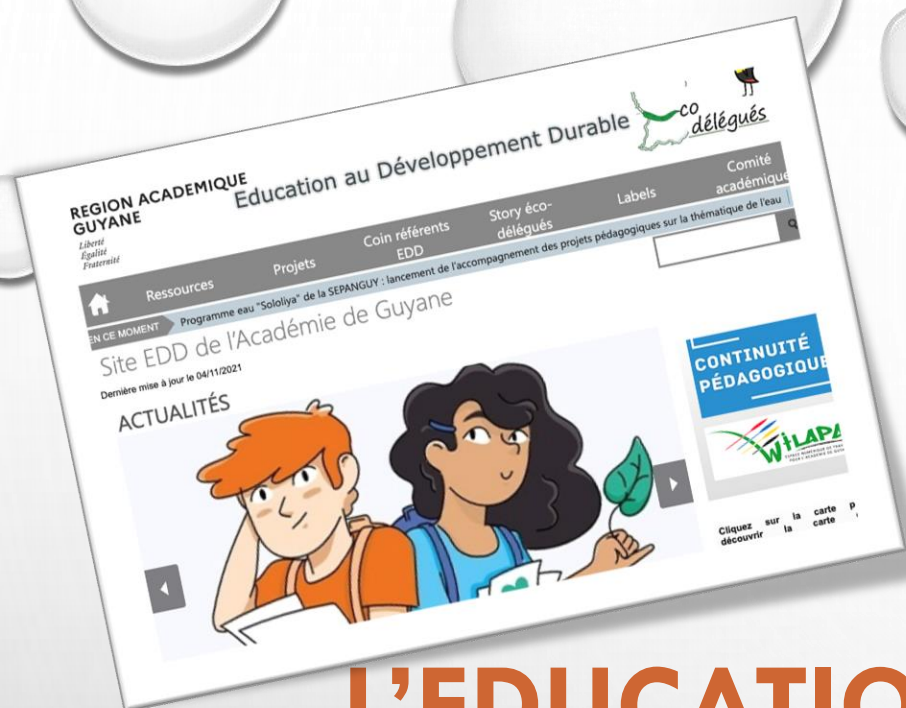 REGION ACADEMIQUE
GUYANE
Liberté
Égalité
Fraternité
Education au Développement Durable
co
délégués
Ressources
Projets
Coin référents
EDD
Story éco-
délégués
Labels
Comité
académique
EN CE MOMENT
Programme eau "Sololiya" de la SEPANGUY : lancement de l'accompagnement des projets pédagogiques sur la thématique de l'eau
Site EDD de l'Académie de Guyane
Dernière mise à jour le 04/11/2021
ACTUALITÉS
CONTINUITÉ
PÉDAGOGIQUE
WILAPA
Cliquez sur la carte p
découvrir la carte
L'EDUCATIO